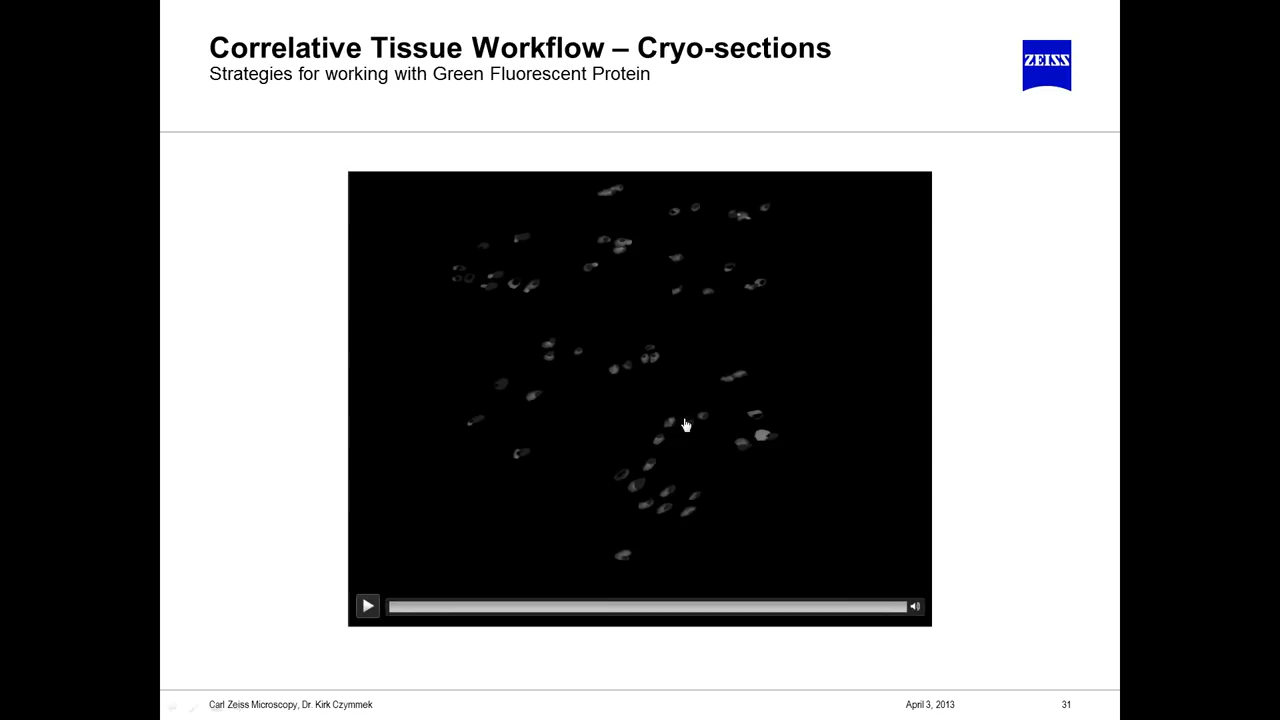 Correlative Tissue Workflow – Cryo-sections
Strategies for working with Green Fluorescent Protein
ZEISS
Carl Zeiss Microscopy, Dr. Kirk Czymmek
April 3, 2013
31